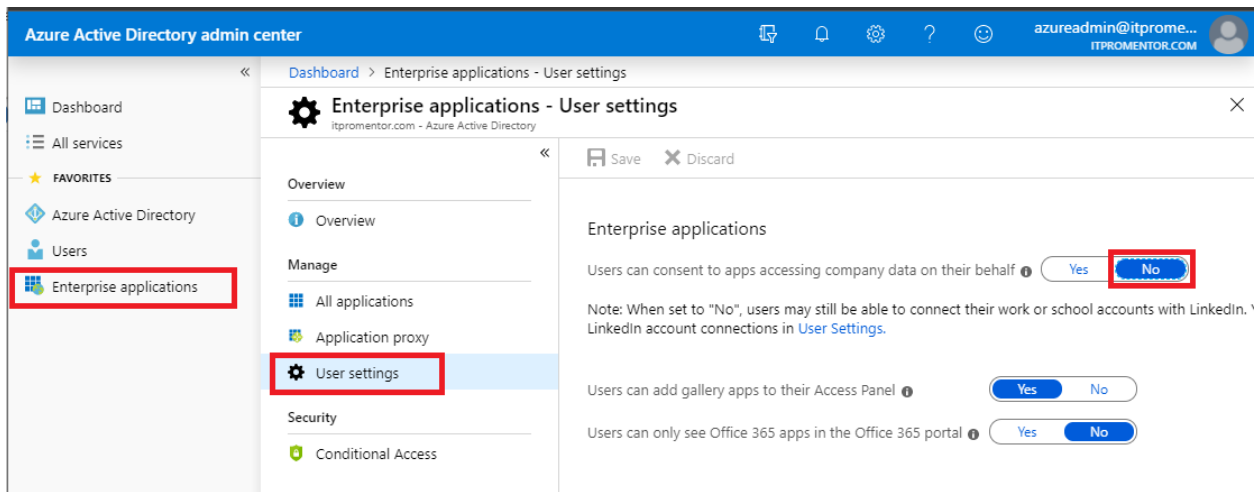 Azure Active Directory admin center
azureadmin@itprome...
ITPROMENTOR.COM
Dashboard > Enterprise applications - User settings
Dashboard
All services
FAVORITES
Azure Active Directory
Users
Enterprise applications
Enterprise applications - User settings
itpromentor.com - Azure Active Directory
Overview
Overview
Manage
All applications
Application proxy
User settings
Security
Conditional Access
Save Discard
Enterprise applications
Users can consent to apps accessing company data on their behalf Yes No
Note: When set to "No", users may still be able to connect their work or school accounts with LinkedIn.
LinkedIn account connections in User Settings.
Users can add gallery apps to their Access Panel Yes No
Users can only see Office 365 apps in the Office 365 portal Yes No